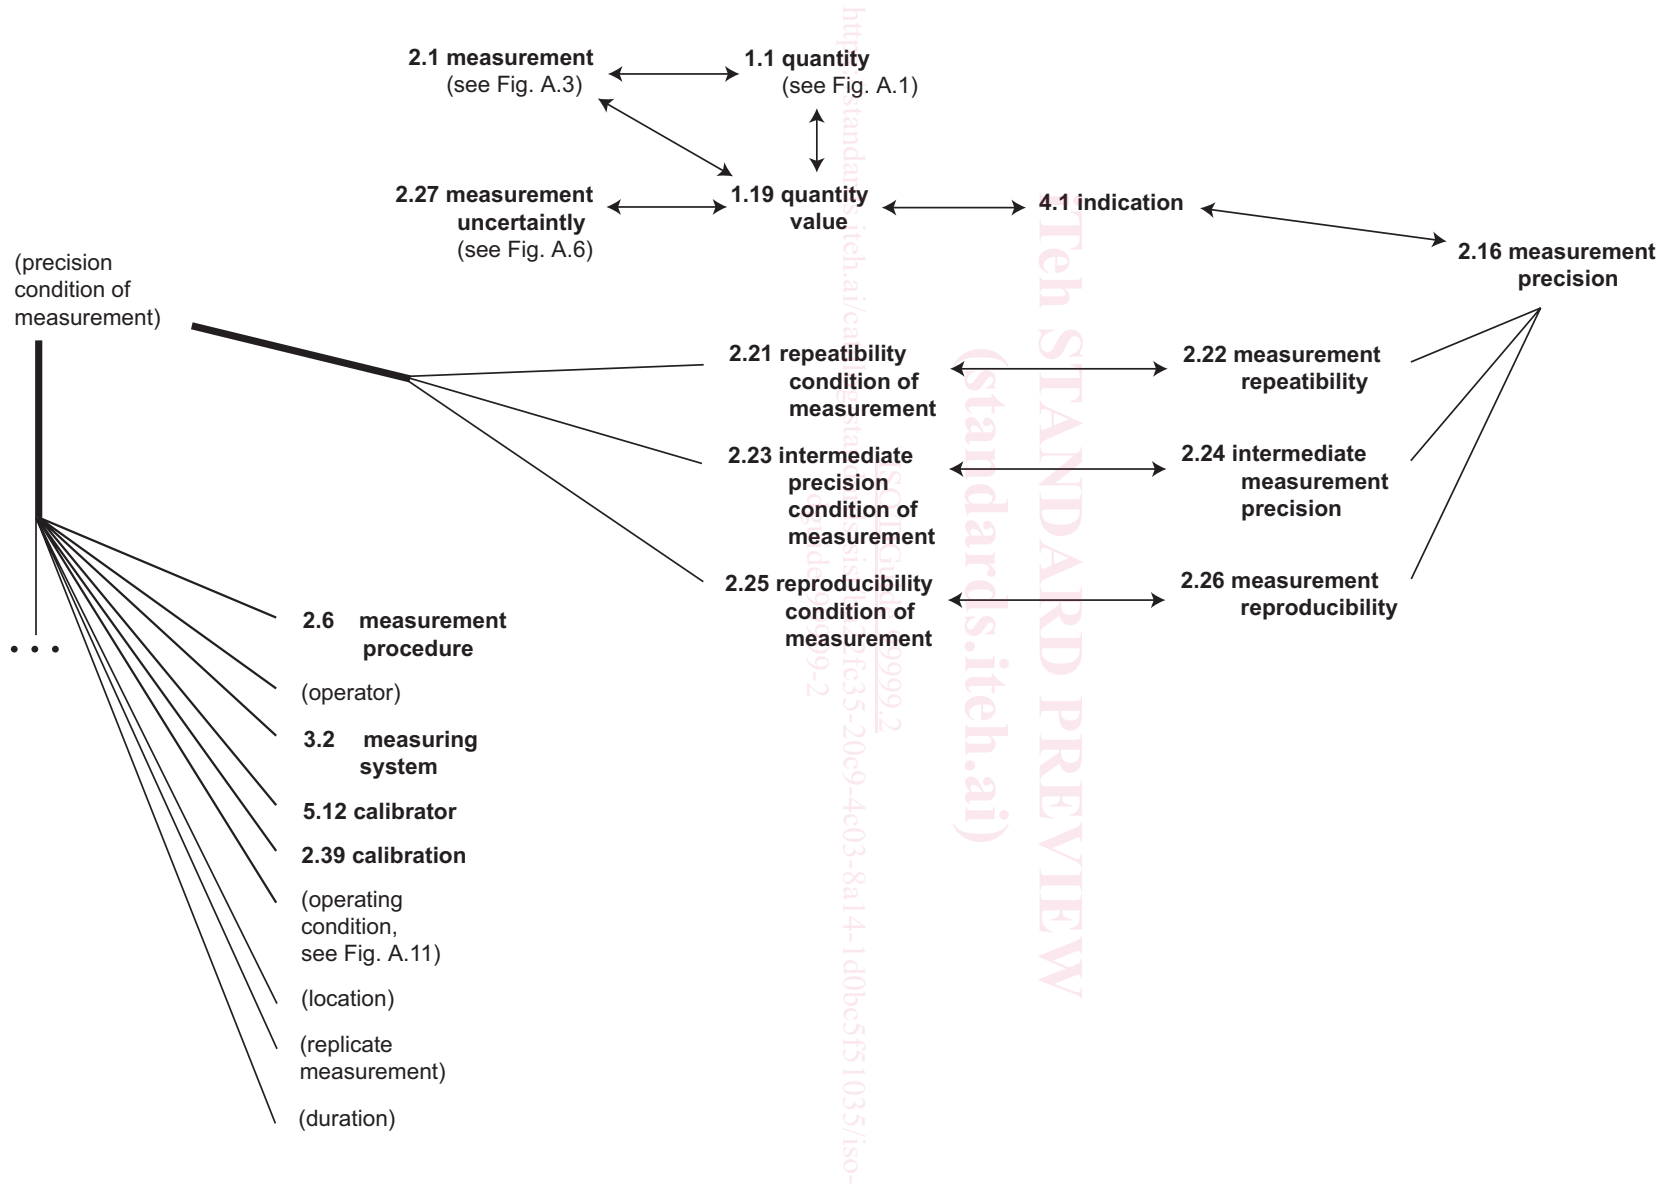 2.1 measurement
(see Fig. A.3)
1.1 quantity
(see Fig. A.1)
2.27 measurement
uncertaintly
(see Fig. A.6)
1.19 quantity
value
4.1 indication
2.16 measurement
precision
(precision
condition of
measurement)
2.21 repeatibility
condition of
measurement
2.22 measurement
repeatibility
2.23 intermediate
precision
condition of
measurement
2.24 intermediate
measurement
precision
2.25 reproducibility
condition of
measurement
2.26 measurement
reproducibility
2.6 measurement
procedure
(operator)
3.2 measuring
system
5.12 calibrator
2.39 calibration
(operating
condition,
see Fig. A.11)
(location)
(replicate
measurement)
(duration)
• • •
iTeh STANDARD PREVIEW
(standards.iteh.ai)